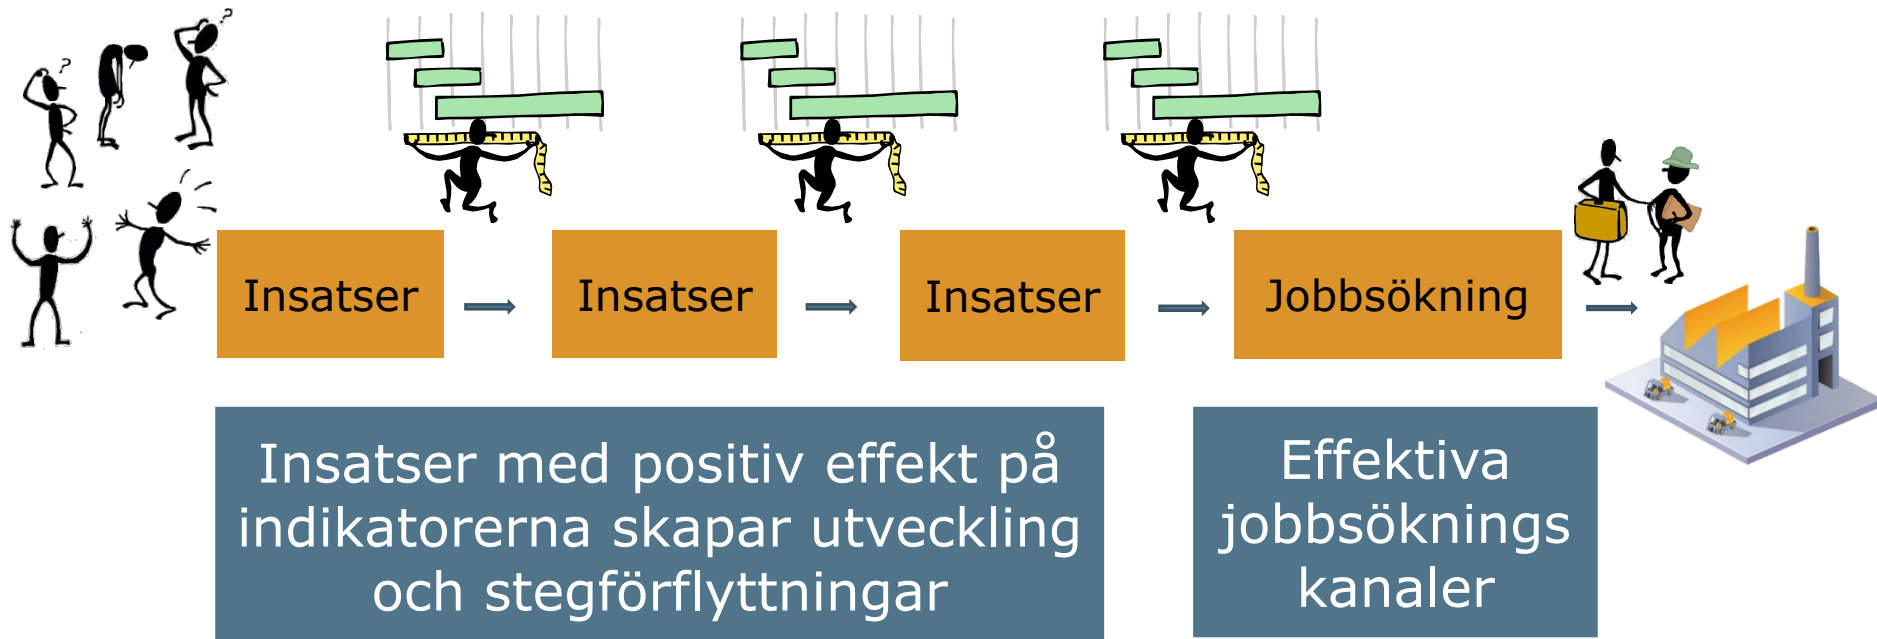 ?
?
Insatser
Insatser
Insatser
Jobbsökning
Insatser med positiv effekt på
indikatorerna skapar utveckling
och stegförflyttningar
Effektiva
jobbsöknings
kanaler